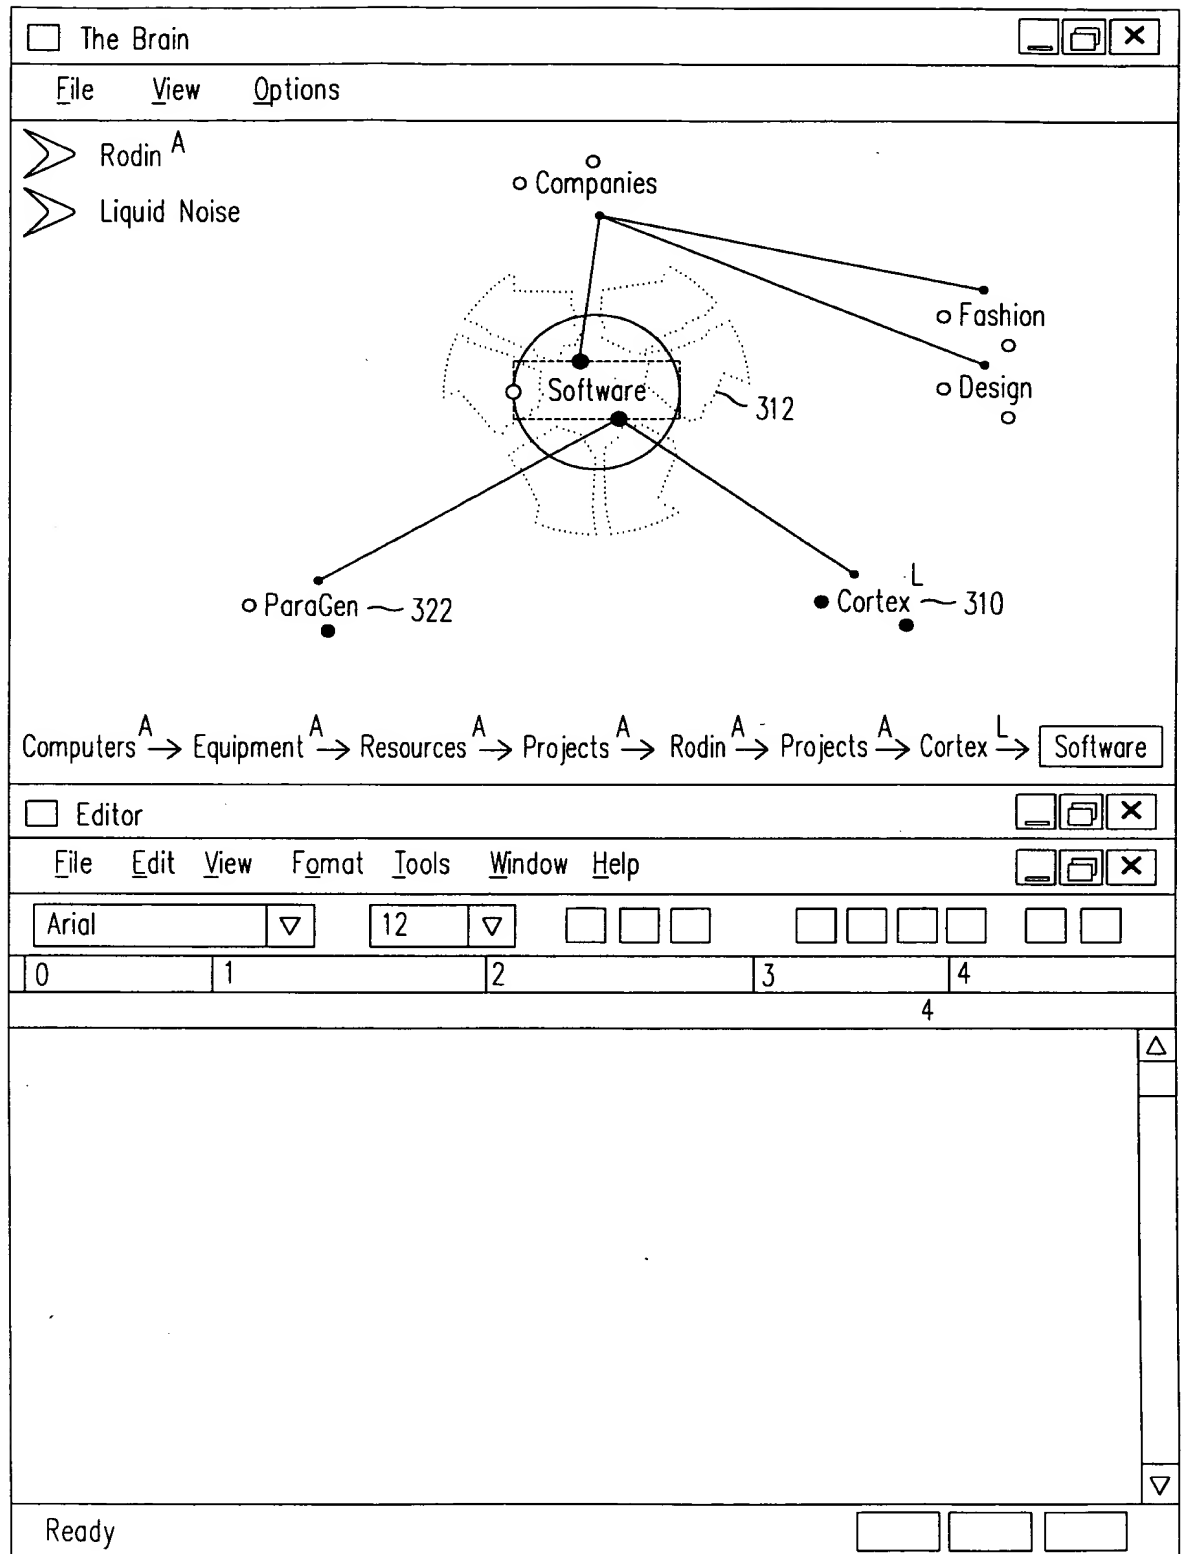 The Brain
File View Options
Rodin A
Liquid Noise
Companies
Fashion
Design
Software
312
ParaGen 322
L
Cortex 310
Computers A → Equipment A → Resources A → Projects A → Rodin A → Projects A → Cortex L → Software
Editor
File Edit View Fomat Tools Window Help
Arial 12
0 1 2 3 4
4
Ready